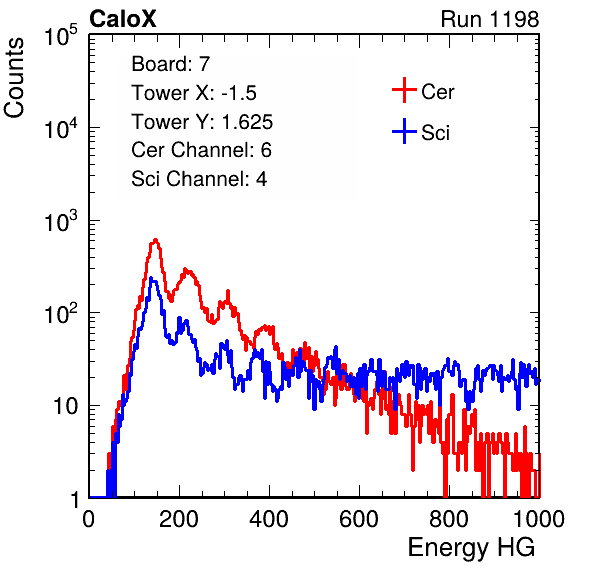 CaloX Run 1198
Counts
Board: 7
Tower X: -1.5
Tower Y: 1.625
Cer Channel: 6
Sci Channel: 4
Cer
Sci
10^5
10^4
10^3
10^2
10
1
0 200 400 600 800 1000
Energy HG